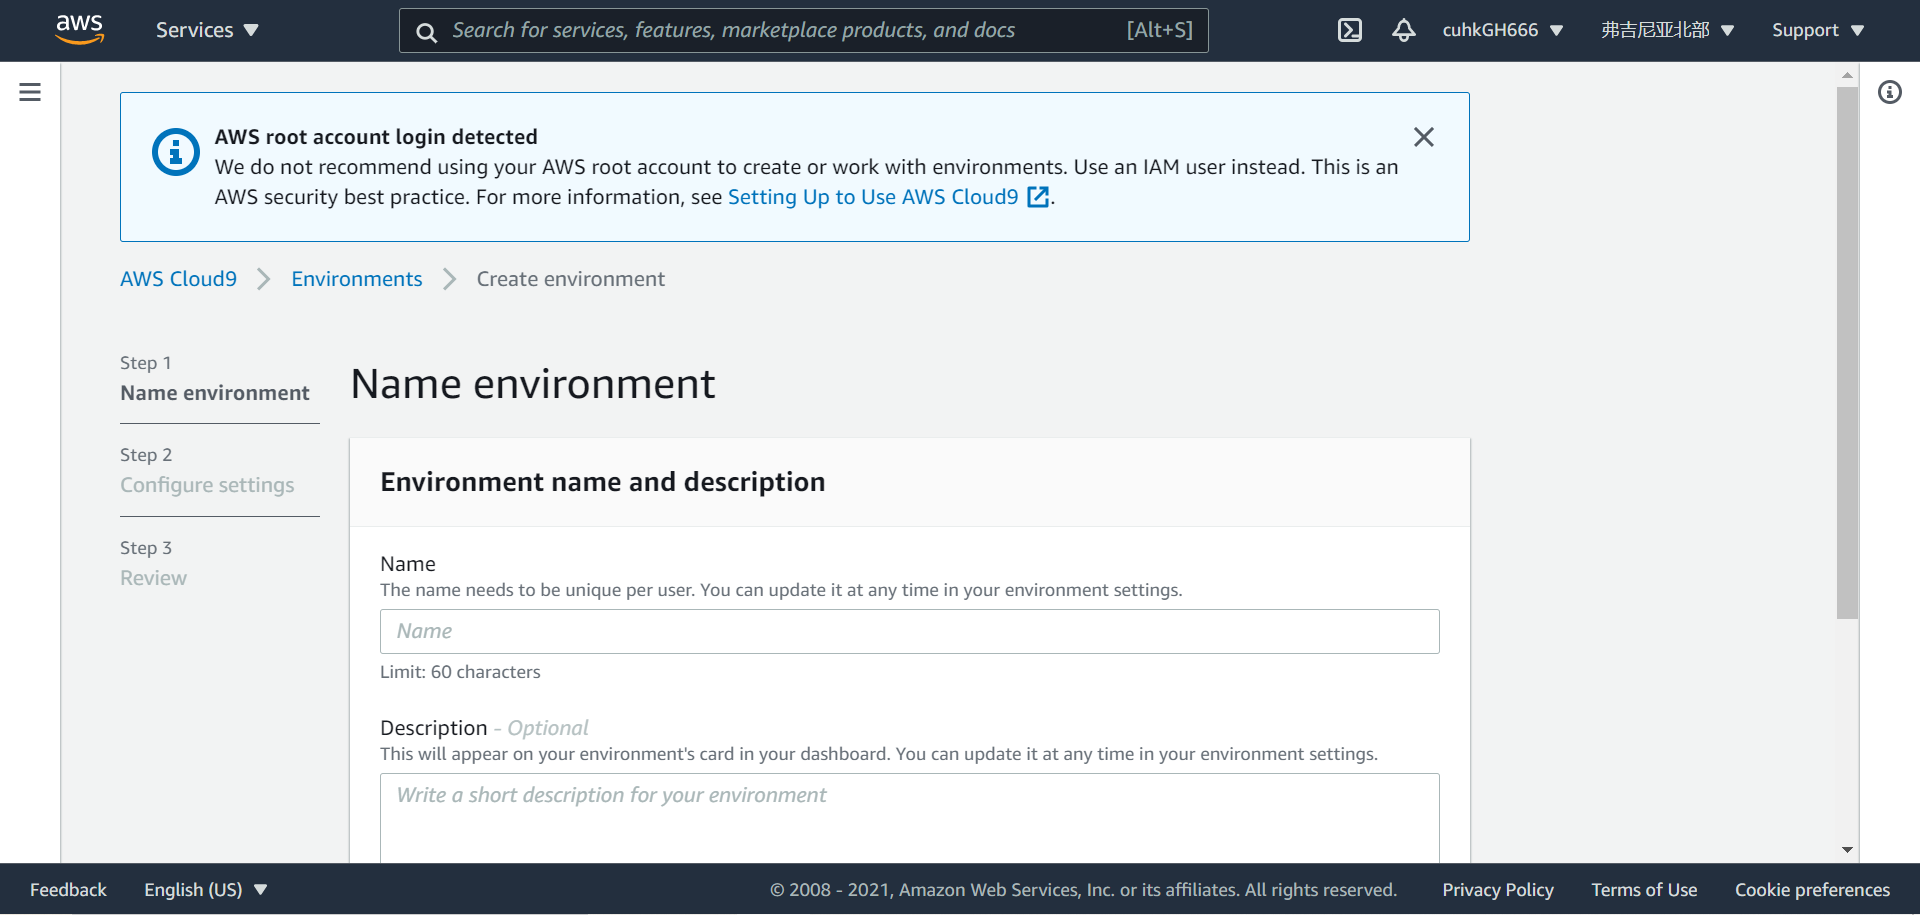 aws
Services
Search for services, features, marketplace products, and docs
[Alt+S]
cuhkGH666
弗吉尼亚北部
Support
AWS root account login detected
We do not recommend using your AWS root account to create or work with environments. Use an IAM user instead. This is an
AWS security best practice. For more information, see Setting Up to Use AWS Cloud9 .
AWS Cloud9
Environments
Create environment
Step 1
Name environment
Step 2
Configure settings
Step 3
Review
Name environment
Environment name and description
Name
The name needs to be unique per user. You can update it at any time in your environment settings.
Name
Limit: 60 characters
Description - Optional
This will appear on your environment's card in your dashboard. You can update it at any time in your environment settings.
Write a short description for your environment
Feedback
English (US)
© 2008 - 2021, Amazon Web Services, Inc. or its affiliates. All rights reserved.
Privacy Policy
Terms of Use
Cookie preferences